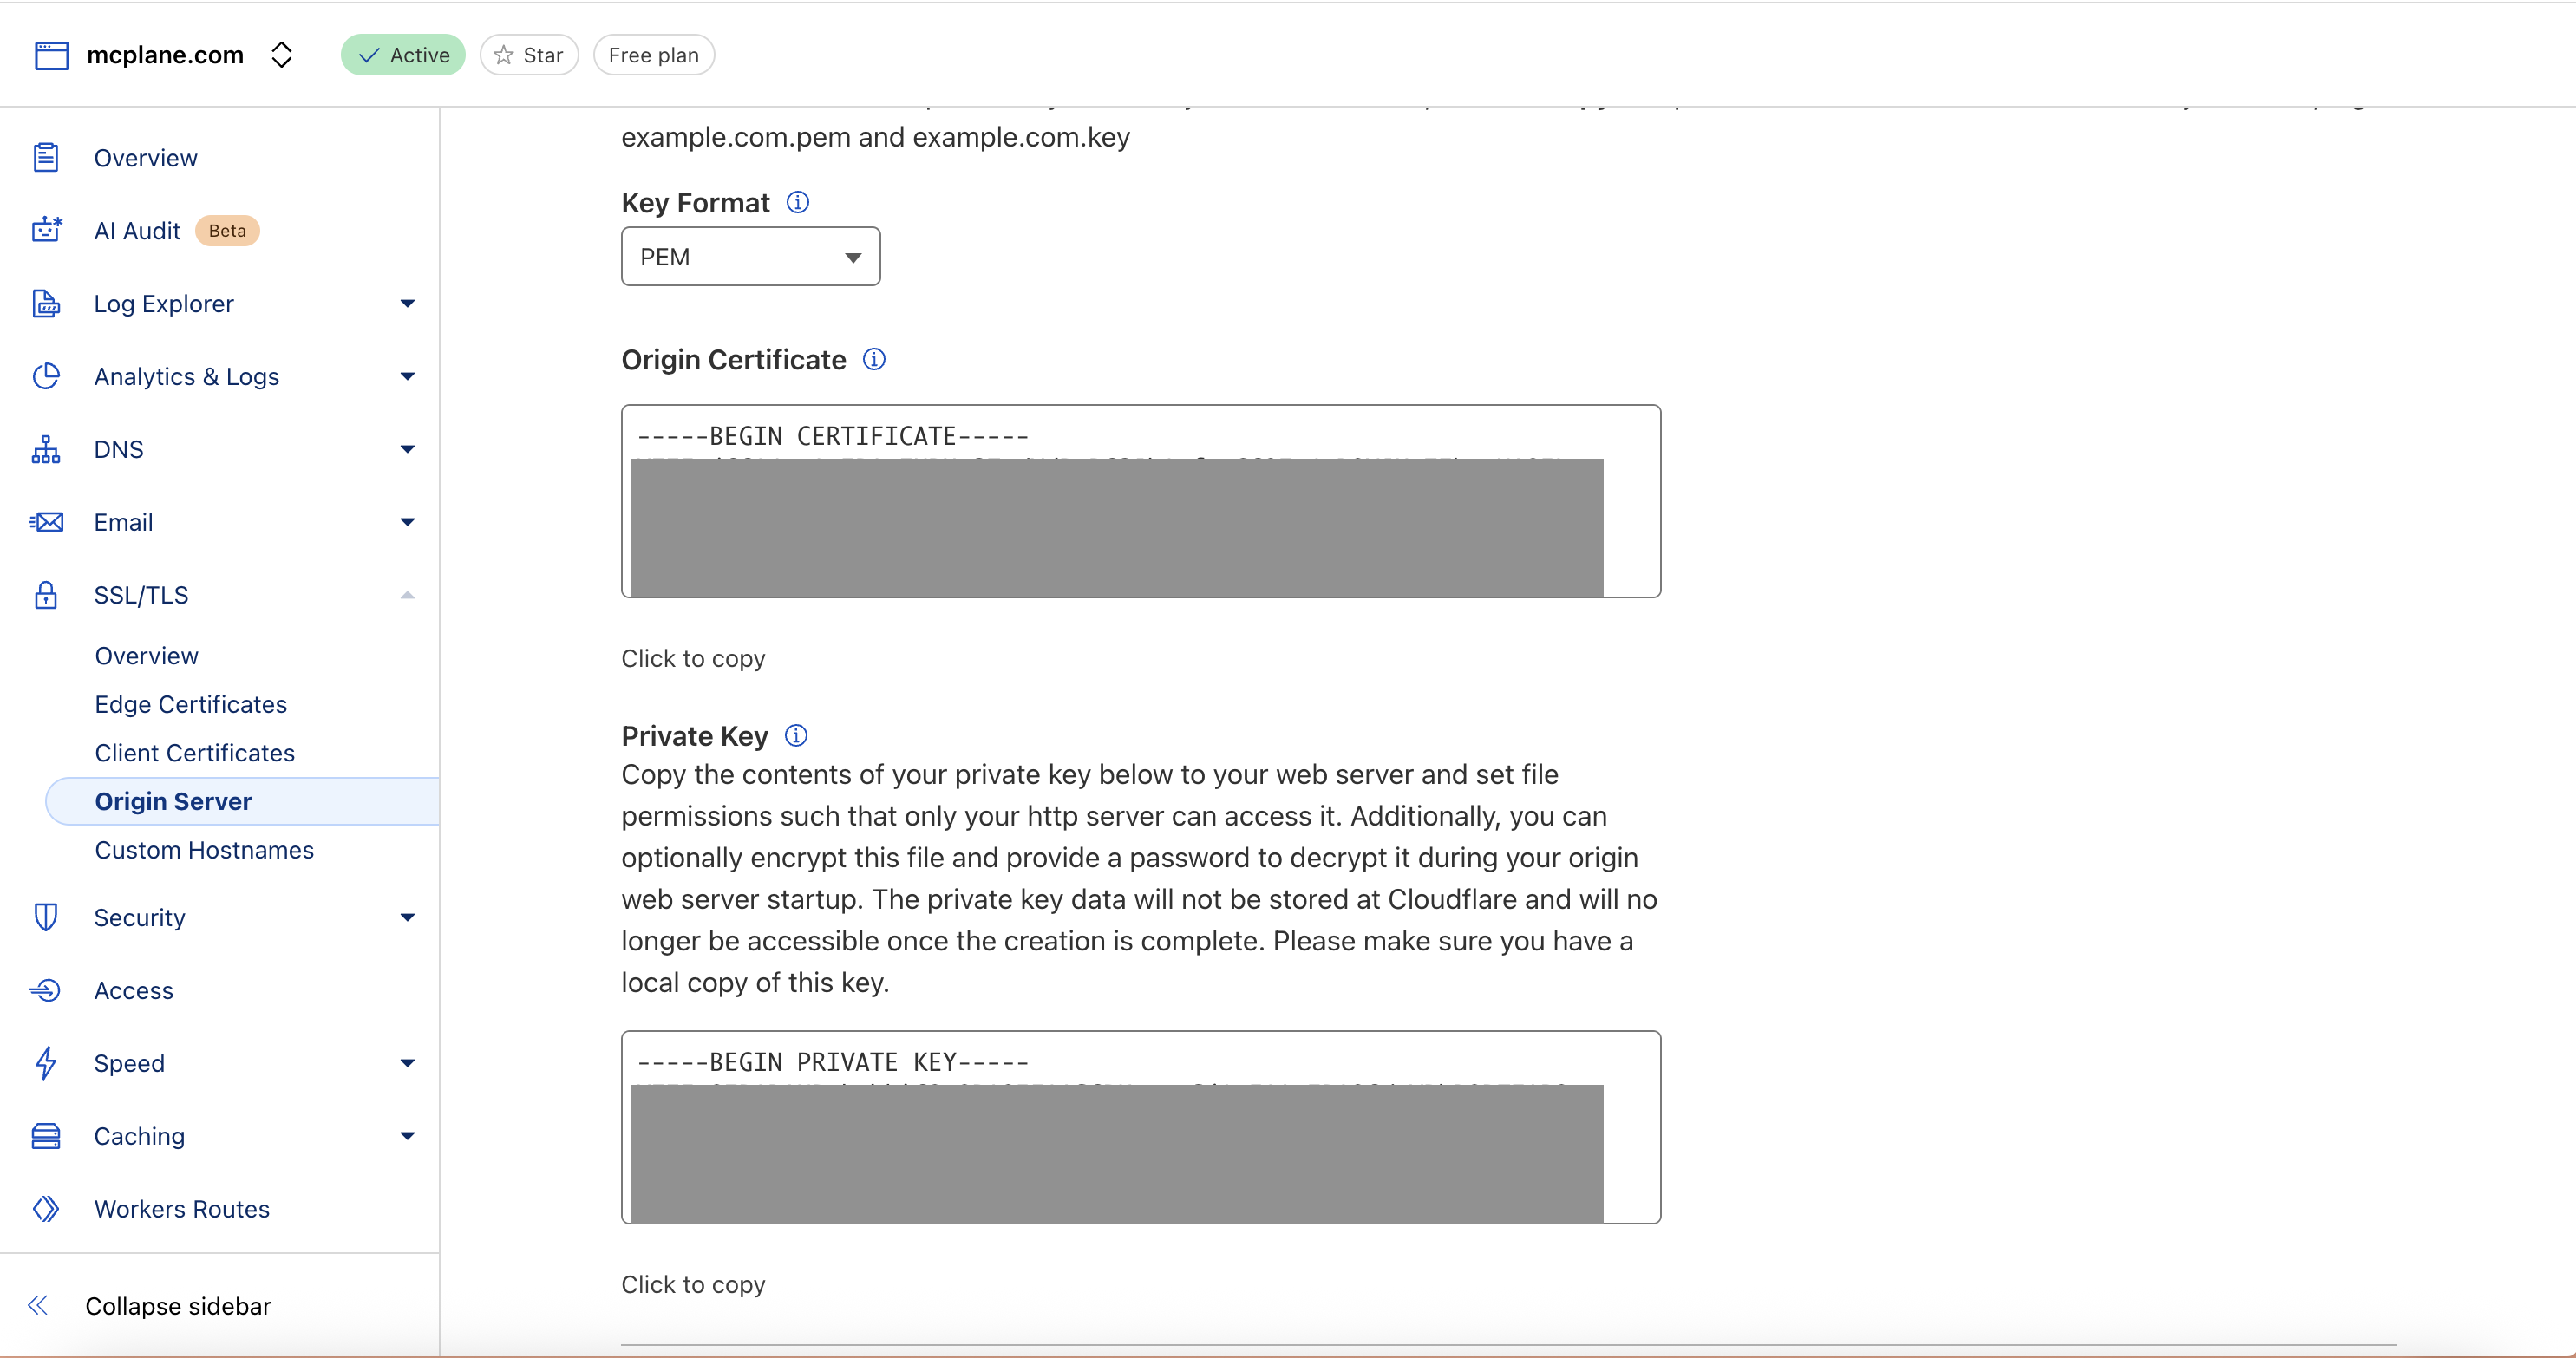 mcplane.com
Active
Star
Free plan
Overview
AI Audit Beta
Log Explorer
Analytics & Logs
DNS
Email
SSL/TLS
Overview
Edge Certificates
Client Certificates
Origin Server
Custom Hostnames
Security
Access
Speed
Caching
Workers Routes
Collapse sidebar
example.com.pem and example.com.key
Key Format
PEM
Origin Certificate
-----BEGIN CERTIFICATE-----
Click to copy
Private Key
Copy the contents of your private key below to your web server and set file
permissions such that only your http server can access it. Additionally, you can
optionally encrypt this file and provide a password to decrypt it during your origin
web server startup. The private key data will not be stored at Cloudflare and will no
longer be accessible once the creation is complete. Please make sure you have a
local copy of this key.
-----BEGIN PRIVATE KEY-----
Click to copy